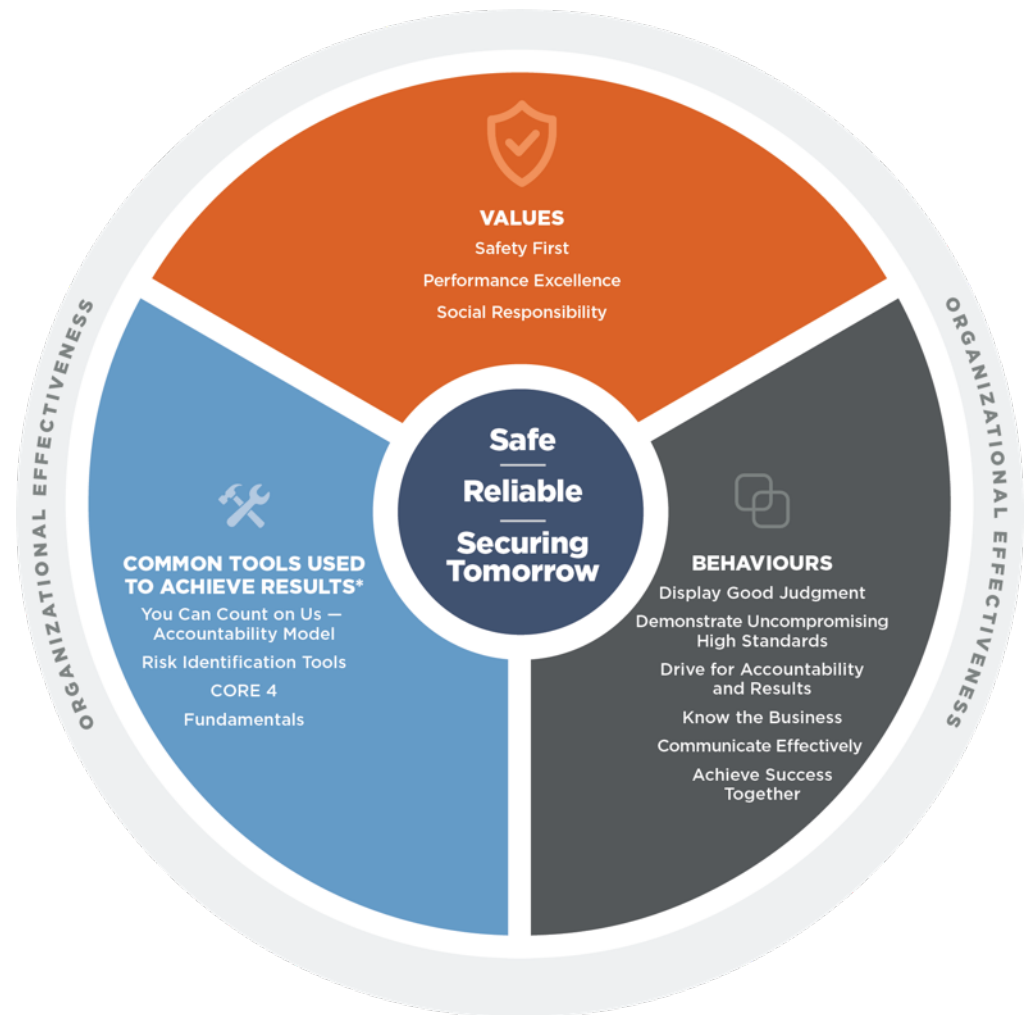 VALUES
Safety First
Performance Excellence
Social Responsibility
ORGANIZATIONAL EFFECTIVENESS
COMMON TOOLS USED
TO ACHIEVE RESULTS*
You Can Count on Us —
Accountability Model
Risk Identification Tools
CORE 4
Fundamentals
Safe
Reliable
Securing
Tomorrow
BEHAVIOURS
Display Good Judgment
Demonstrate Uncompromising
High Standards
Drive for Accountability
and Results
Know the Business
Communicate Effectively
Achieve Success
Together
ORGANIZATIONAL EFFECTIVENESS